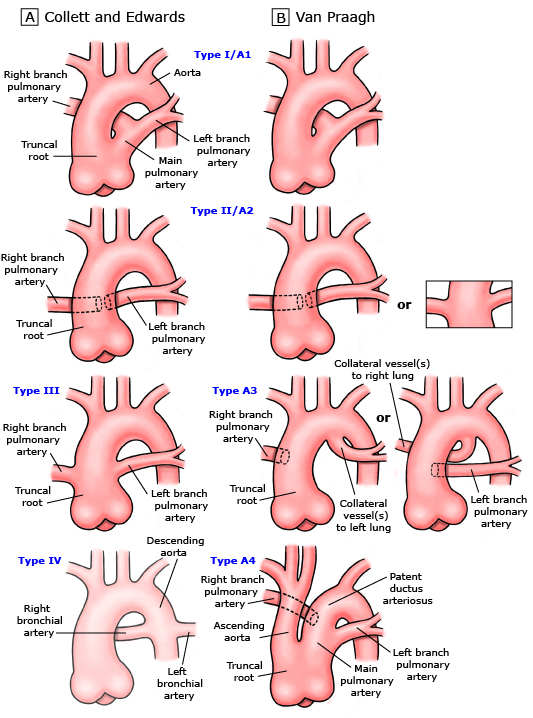 A Collett and Edwards
B Van Praagh
Type I/A1
Right branch
pulmonary
artery
Aorta
Truncal
root
Left branch
pulmonary
artery
Main
pulmonary
artery
Type II/A2
Right branch
pulmonary
artery
Truncal
root
Left branch
pulmonary
artery
or
Type III
Right branch
pulmonary
artery
Truncal
root
Left branch
pulmonary
artery
Type A3
Right branch
pulmonary
artery
Truncal
root
Collateral
vessel(s)
to left lung
or
Collateral vessel(s)
to right lung
Left branch
pulmonary
artery
Type IV
Descending
aorta
Right
bronchial
artery
Left
bronchial
artery
Type A4
Right branch
pulmonary
artery
Ascending
aorta
Truncal
root
Patent
ductus
arteriosus
Left branch
pulmonary
artery
Main
pulmonary
artery